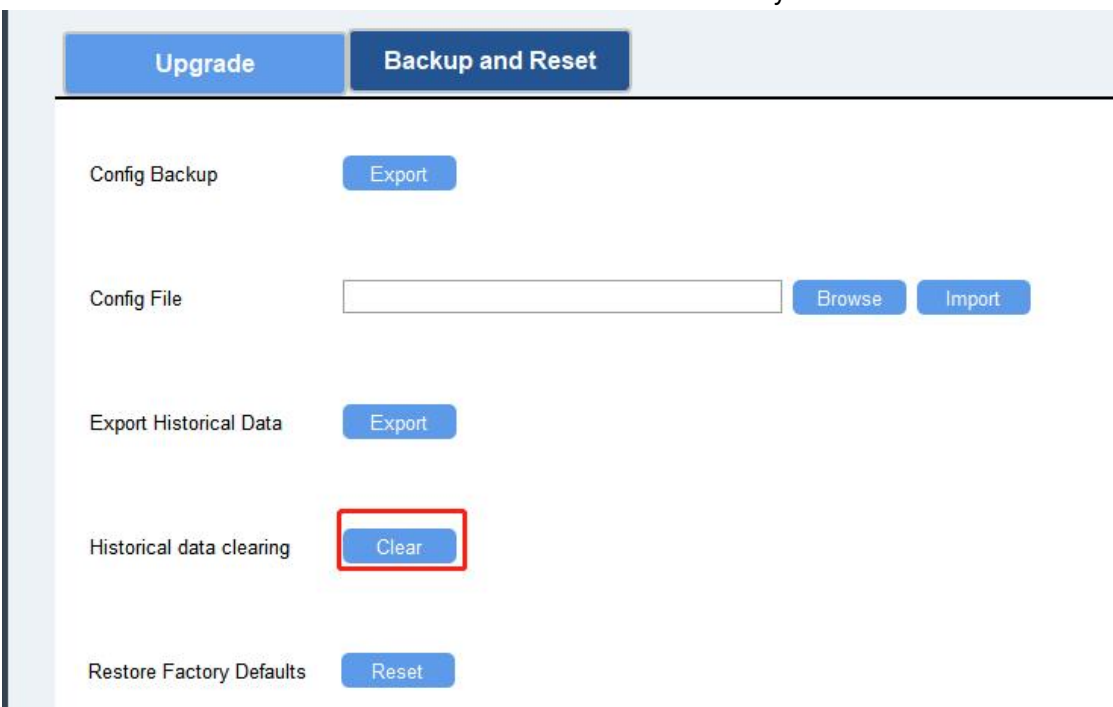 Upgrade Backup and Reset
Config Backup Export
Config File Browse Import
Export Historical Data Export
Historical data clearing Clear
Restore Factory Defaults Reset